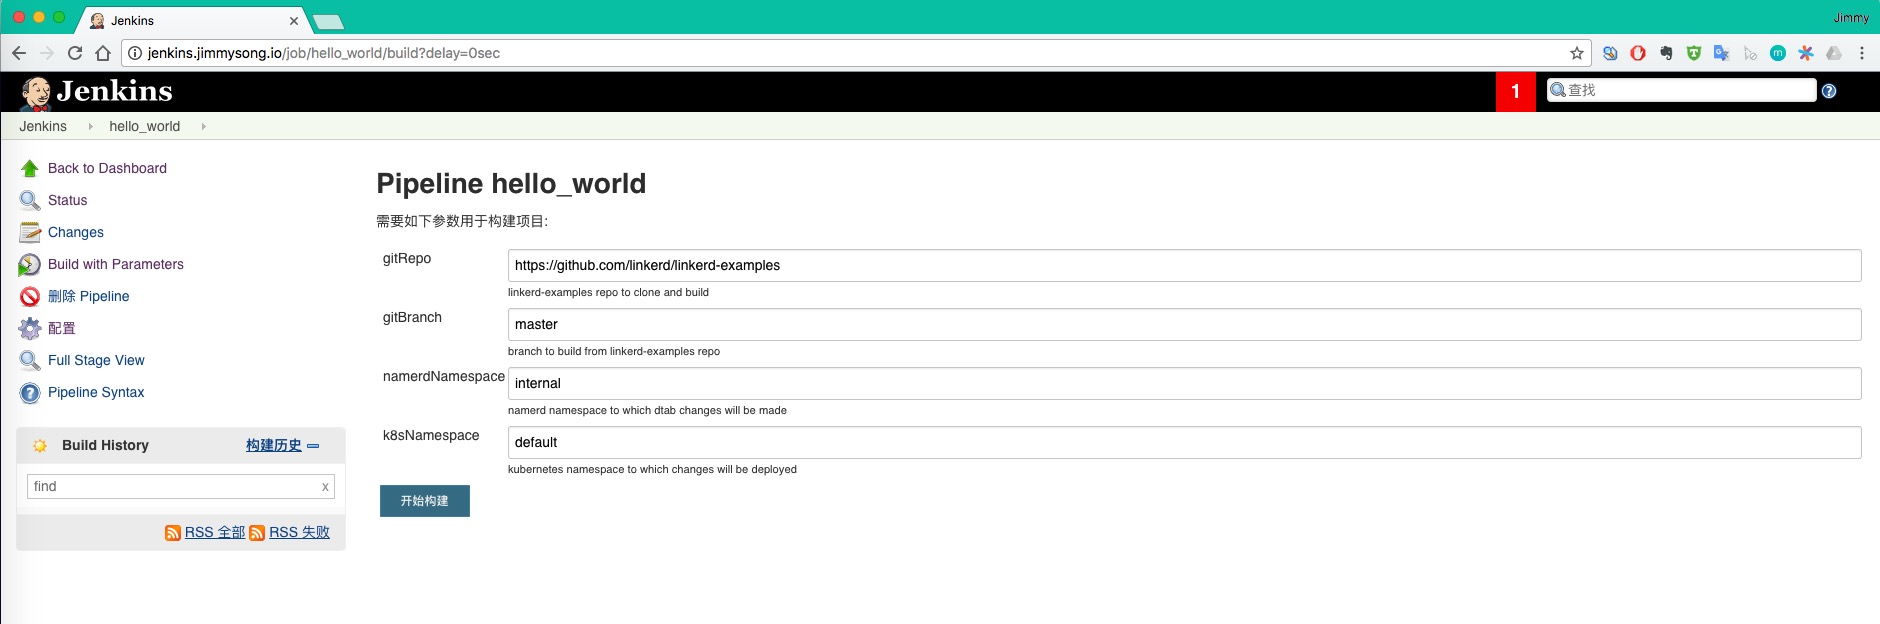 Jenkins
Jimmy
jenkins.jimmysong.io/job/hello_world/build?delay=0sec
Jenkins
1
查找
Jenkins
hello_world
Back to Dashboard
Status
Changes
Build with Parameters
删除 Pipeline
配置
Full Stage View
Pipeline Syntax
Build History 构建历史
find x
RSS 全部 RSS 失败
Pipeline hello_world
需要如下参数用于构建项目:
gitRepo
https://github.com/linkerd/linkerd-examples
linkerd-examples repo to clone and build
gitBranch
master
branch to build from linkerd-examples repo
namerdNamespace
internal
namerd namespace to which dtab changes will be made
k8sNamespace
default
kubernetes namespace to which changes will be deployed
开始构建